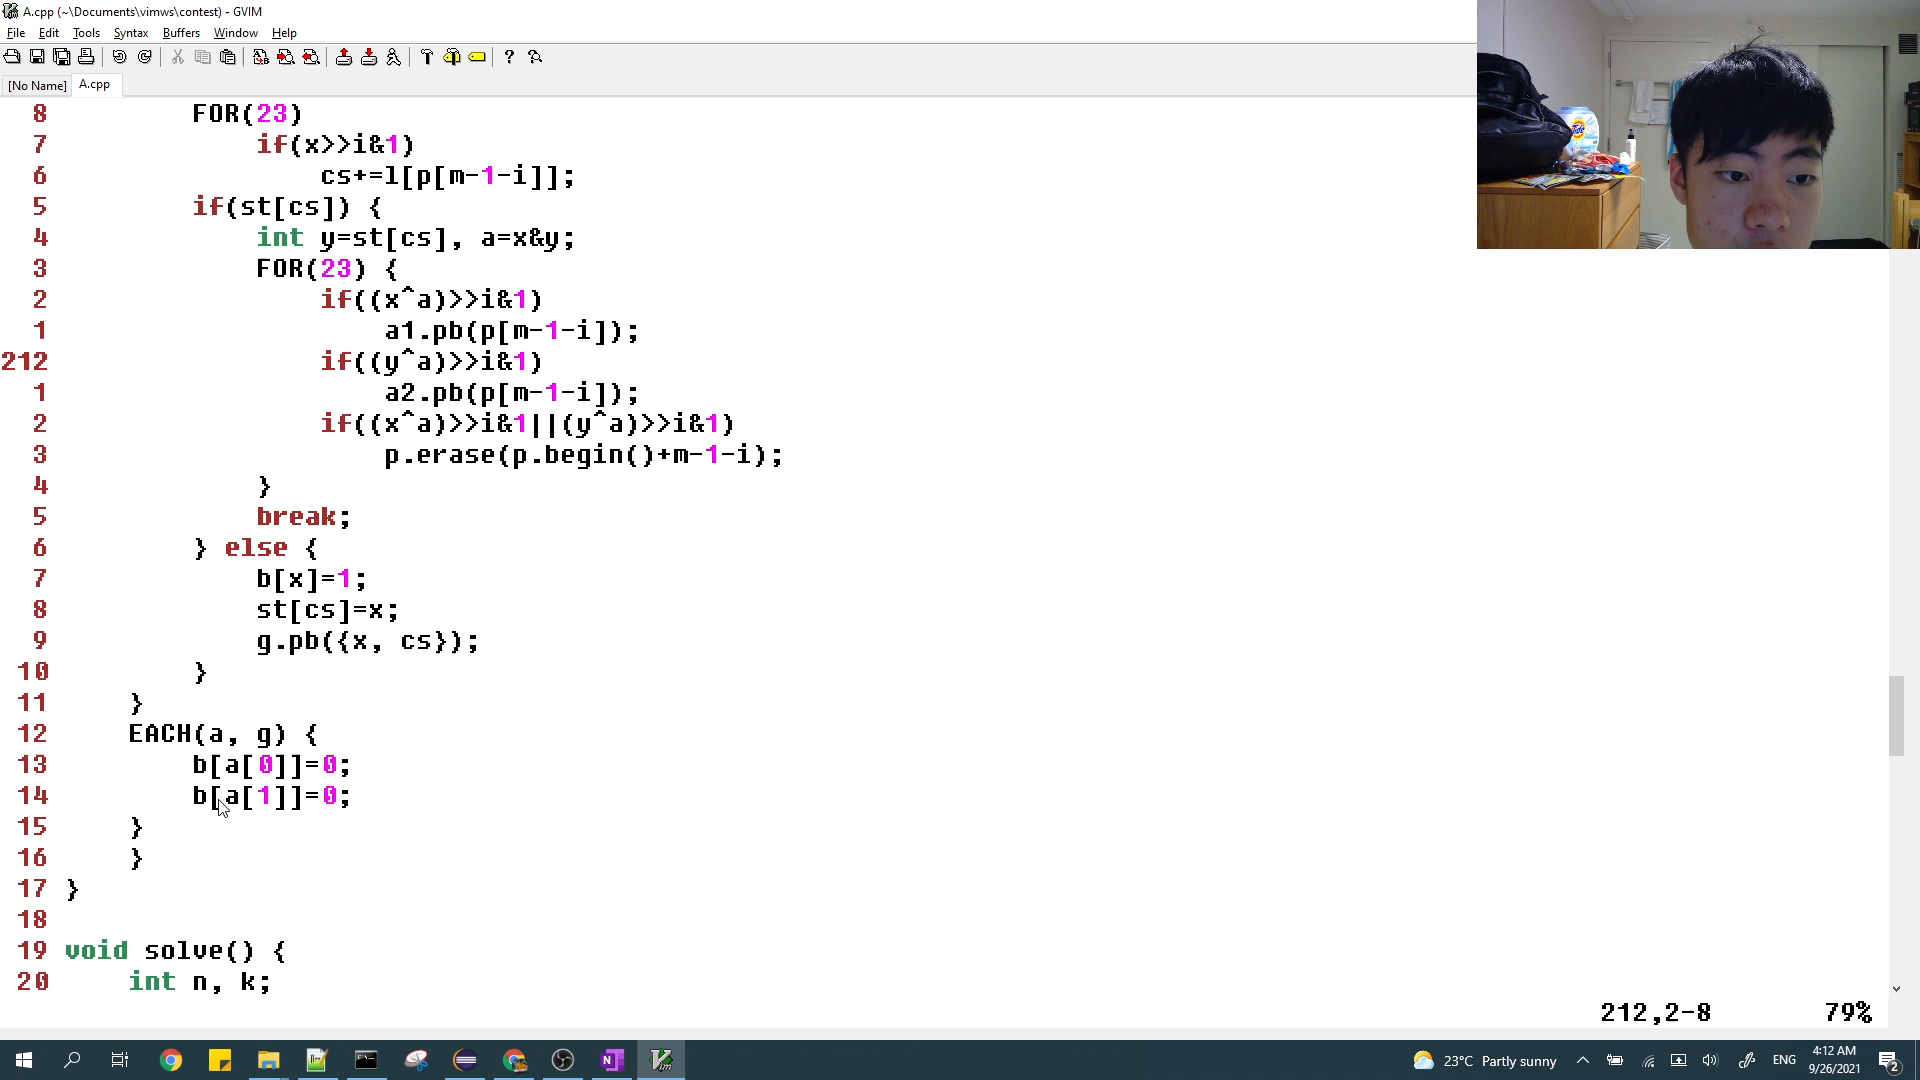 A.cpp (~\Documents\vimws\contest) - GVIM
File Edit Tools Syntax Buffers Window Help
[No Name] A.cpp
8 FOR(23)
7 if(x>>i&1)
6 cs+=l[p[m-1-i]];
5 if(st[cs]) {
4 int y=st[cs], a=x&y;
3 FOR(23) {
2 if((x^a)>>i&1)
1 a1.pb(p[m-1-i]);
212 if((y^a)>>i&1)
1 a2.pb(p[m-1-i]);
2 if((x^a)>>i&1||(y^a)>>i&1)
3 p.erase(p.begin()+m-1-i);
4 }
5 break;
6 } else {
7 b[x]=1;
8 st[cs]=x;
9 g.pb({x, cs});
10 }
11 }
12 EACH(a, g) {
13 b[a[0]]=0;
14 b[a[1]]=0;
15 }
16 }
17 }
18
19 void solve() {
20 int n, k;
212,2-8 79%
Tide
23°C Partly sunny
ENG
4:12 AM
9/26/2021
2